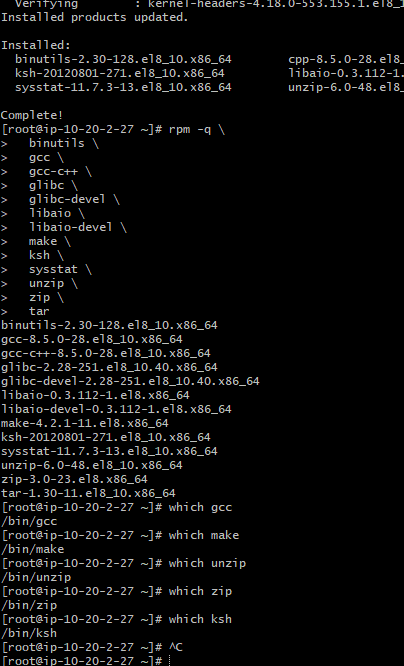 Verifying        : kernel-headers-4.18.0-553.155.1.el8_1
Installed products updated.
Installed:
  binutils-2.30-128.el8_10.x86_64        cpp-8.5.0-28.el8_
  ksh-20120801-271.el8_10.x86_64         libaio-0.3.112-1.
  sysstat-11.7.3-13.el8_10.x86_64        unzip-6.0-48.el8_
Complete!
[root@ip-10-20-2-27 ~]# rpm -q \
>   binutils \
>   gcc \
>   gcc-c++ \
>   glibc \
>   glibc-devel \
>   libaio \
>   libaio-devel \
>   make \
>   ksh \
>   sysstat \
>   unzip \
>   zip \
>   tar
binutils-2.30-128.el8_10.x86_64
gcc-8.5.0-28.el8_10.x86_64
gcc-c++-8.5.0-28.el8_10.x86_64
glibc-2.28-251.el8_10.40.x86_64
glibc-devel-2.28-251.el8_10.40.x86_64
libaio-0.3.112-1.el8.x86_64
libaio-devel-0.3.112-1.el8.x86_64
make-4.2.1-11.el8.x86_64
ksh-20120801-271.el8_10.x86_64
sysstat-11.7.3-13.el8_10.x86_64
unzip-6.0-48.el8_10.x86_64
zip-3.0-23.el8.x86_64
tar-1.30-11.el8_10.x86_64
[root@ip-10-20-2-27 ~]# which gcc
/bin/gcc
[root@ip-10-20-2-27 ~]# which make
/bin/make
[root@ip-10-20-2-27 ~]# which unzip
/bin/unzip
[root@ip-10-20-2-27 ~]# which zip
/bin/zip
[root@ip-10-20-2-27 ~]# which ksh
/bin/ksh
[root@ip-10-20-2-27 ~]# ^C
[root@ip-10-20-2-27 ~]#